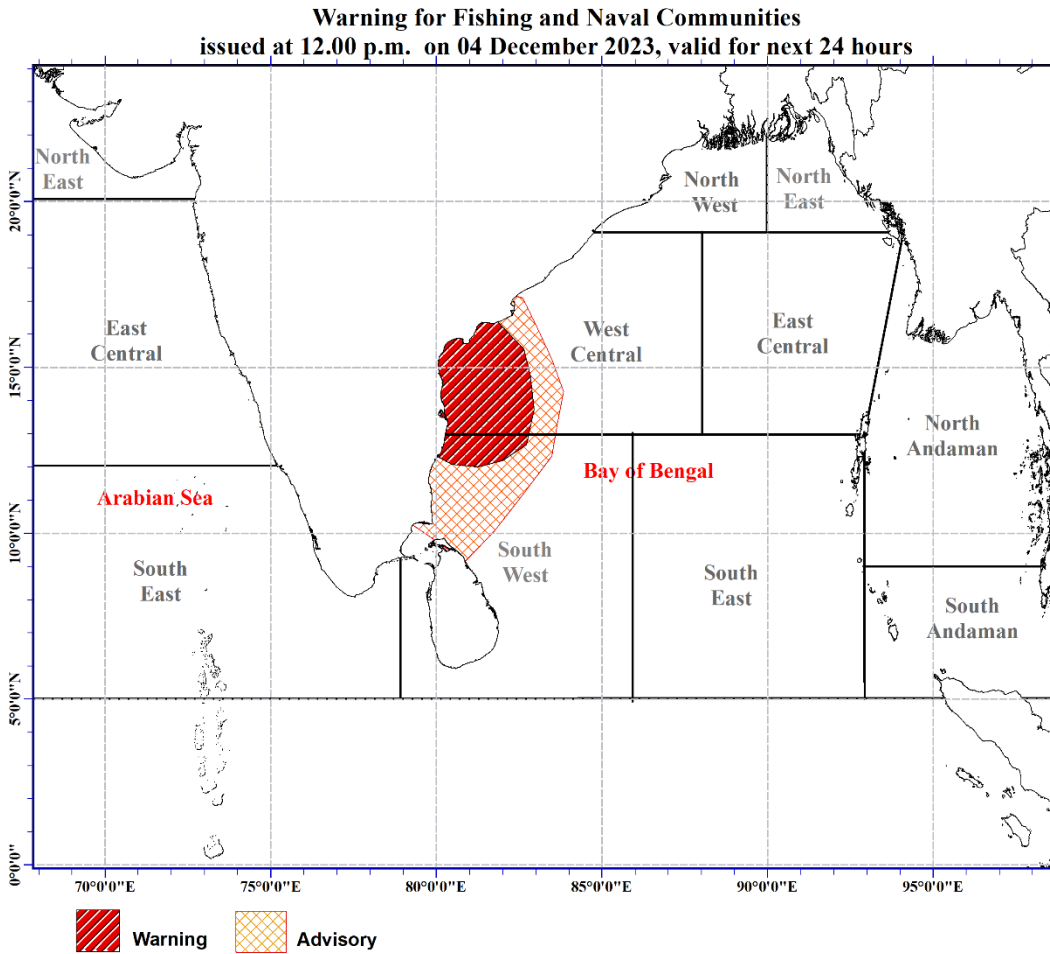 Warning for Fishing and Naval Communities
issued at 12.00 p.m. on 04 December 2023, valid for next 24 hours
North
East
North
West
North
East
20°0'0"N
East
Central
West
Central
East
Central
15°0'0"N
North
Andaman
Bay of Bengal
Arabian Sea
10°0'0"N
South
East
South
West
South
East
South
Andaman
5°0'0"N
0°0'0"
70°0'0"E
75°0'0"E
80°0'0"E
85°0'0"E
90°0'0"E
95°0'0"E
Warning
Advisory